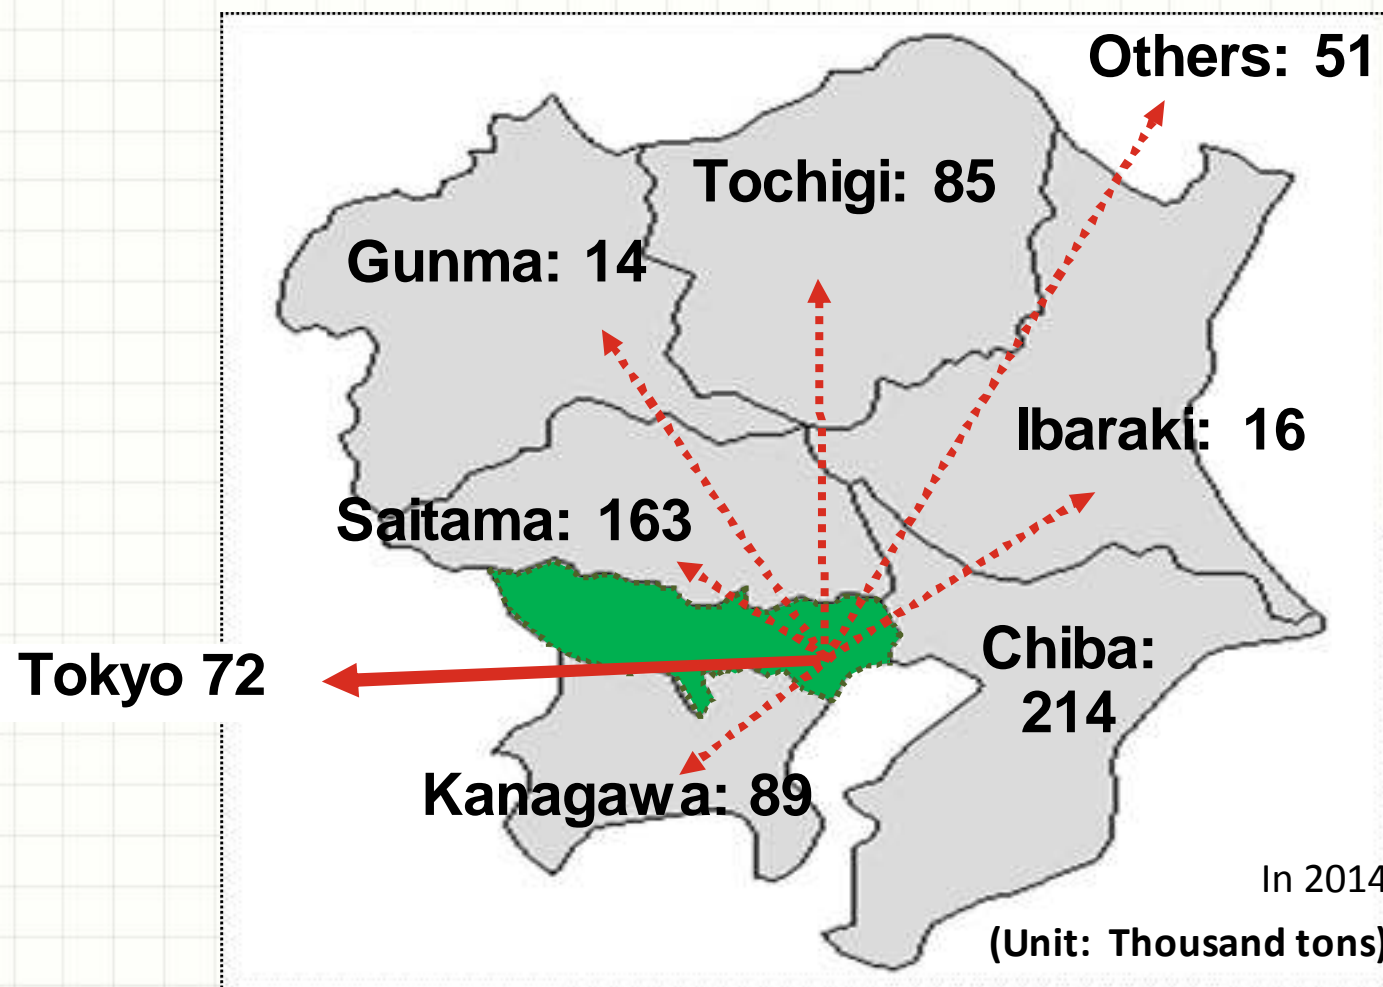 Others: 51
Tochigi: 85
Gunma: 14
Ibaraki: 16
Saitama: 163
Chiba:
214
Tokyo 72
Kanagawa: 89
In 2014
(Unit: Thousand tons)